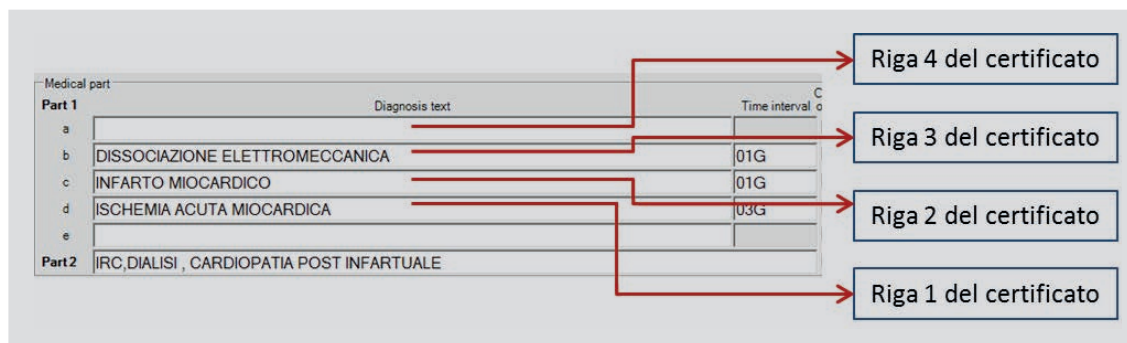 Medical part
Part 1 Diagnosis text Time interval C o
a
b DISSOCIAZIONE ELETTROMECCANICA 01G
c INFARTO MIOCARDICO 01G
d ISCHEMIA ACUTA MIOCARDICA 03G
e
Part 2 IRC,DIALISI , CARDIOPATIA POST INFARTUALE
Riga 4 del certificato
Riga 3 del certificato
Riga 2 del certificato
Riga 1 del certificato